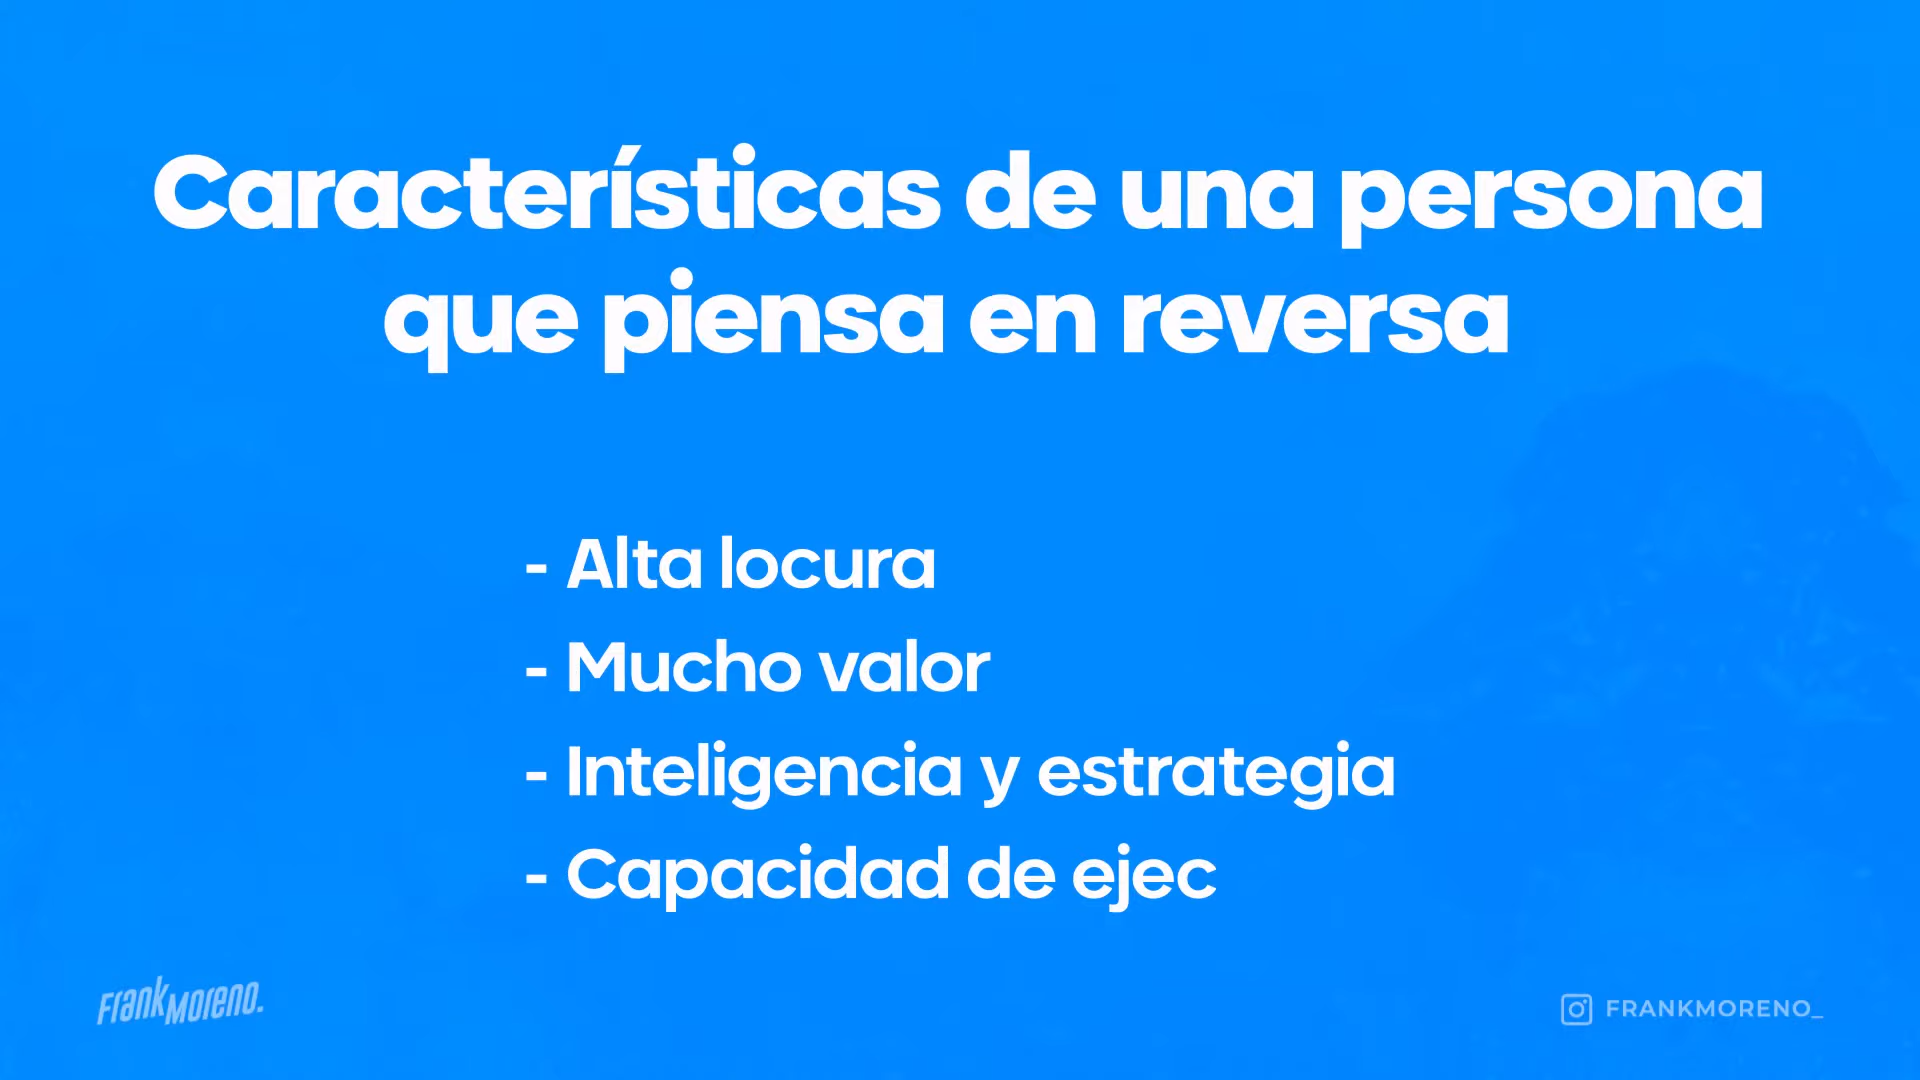 Características de una persona
que piensa en reversa
- Alta locura
- Mucho valor
- Inteligencia y estrategia
- Capacidad de ejec
FrankMoreno.
FRANKMORENO_